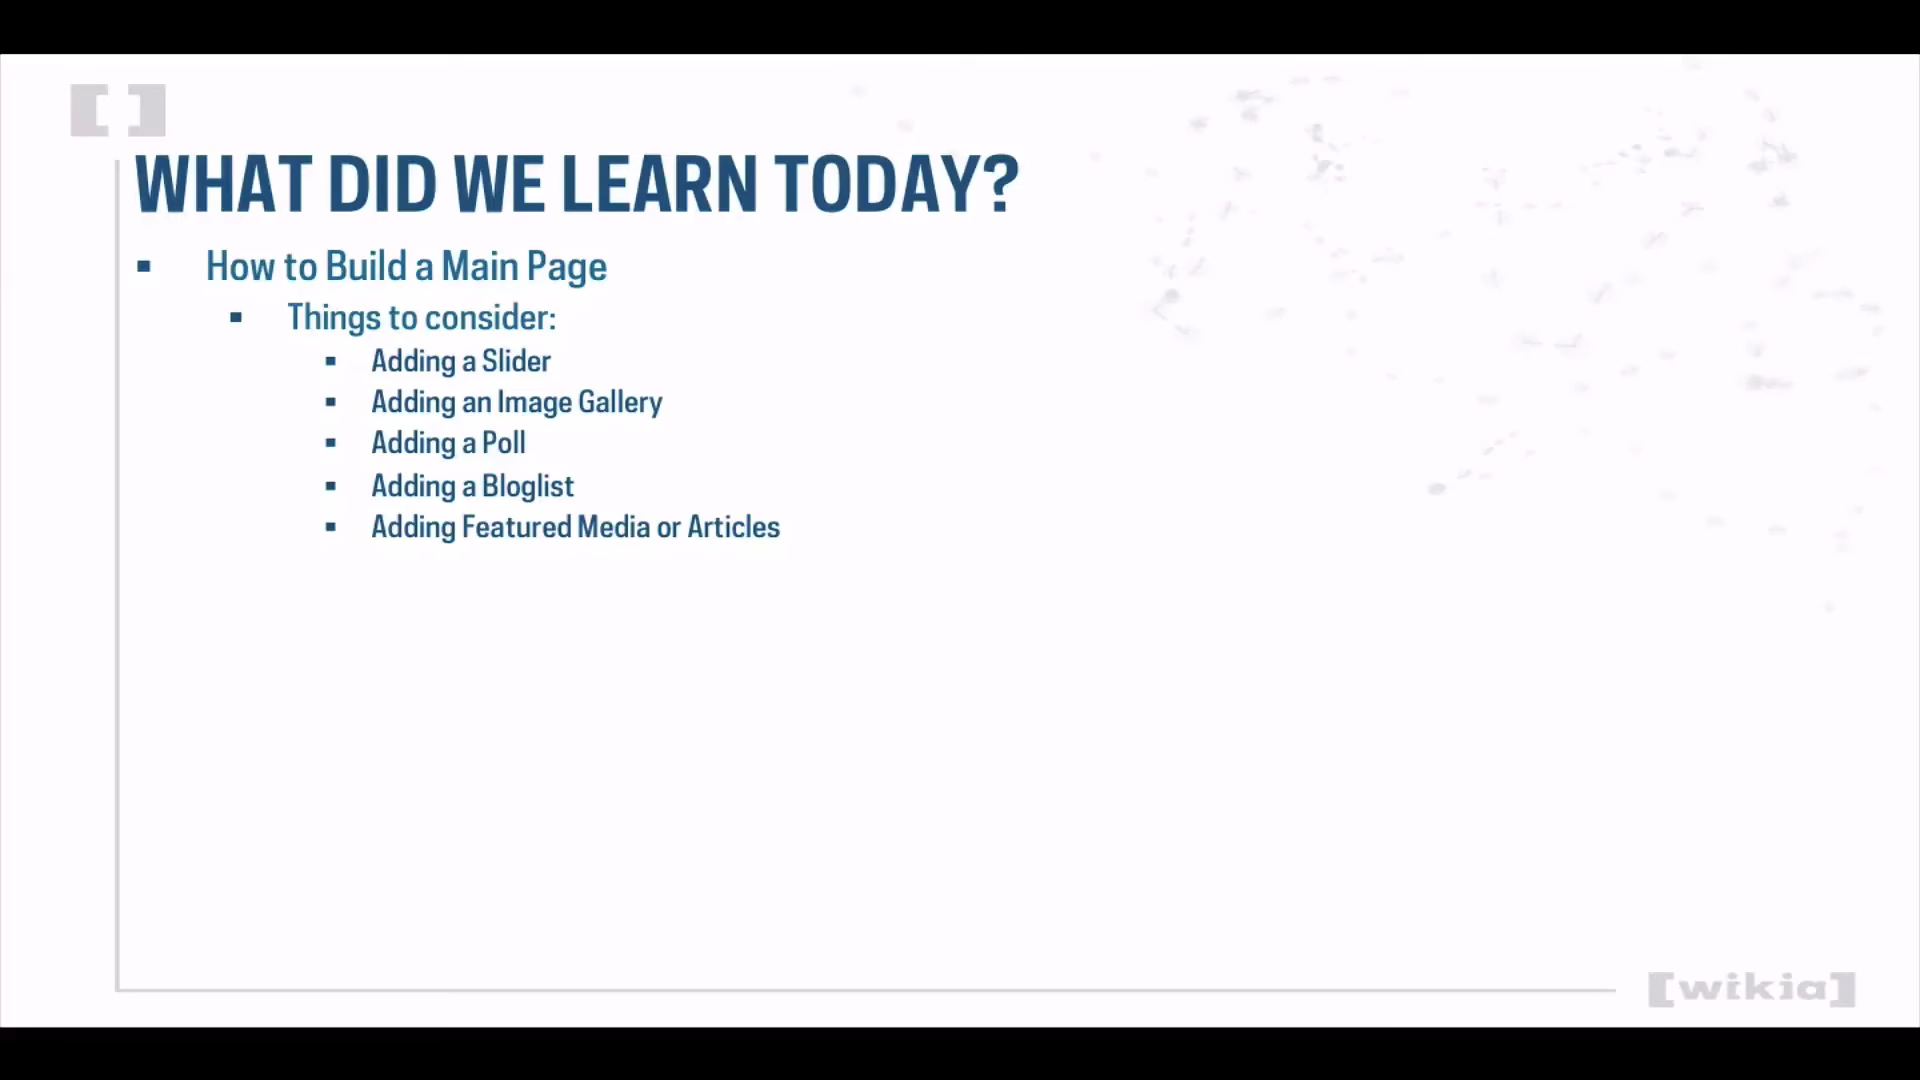 [ ]
WHAT DID WE LEARN TODAY?
▪ How to Build a Main Page
▪ Things to consider:
▪ Adding a Slider
▪ Adding an Image Gallery
▪ Adding a Poll
▪ Adding a Bloglist
▪ Adding Featured Media or Articles
[wikia]